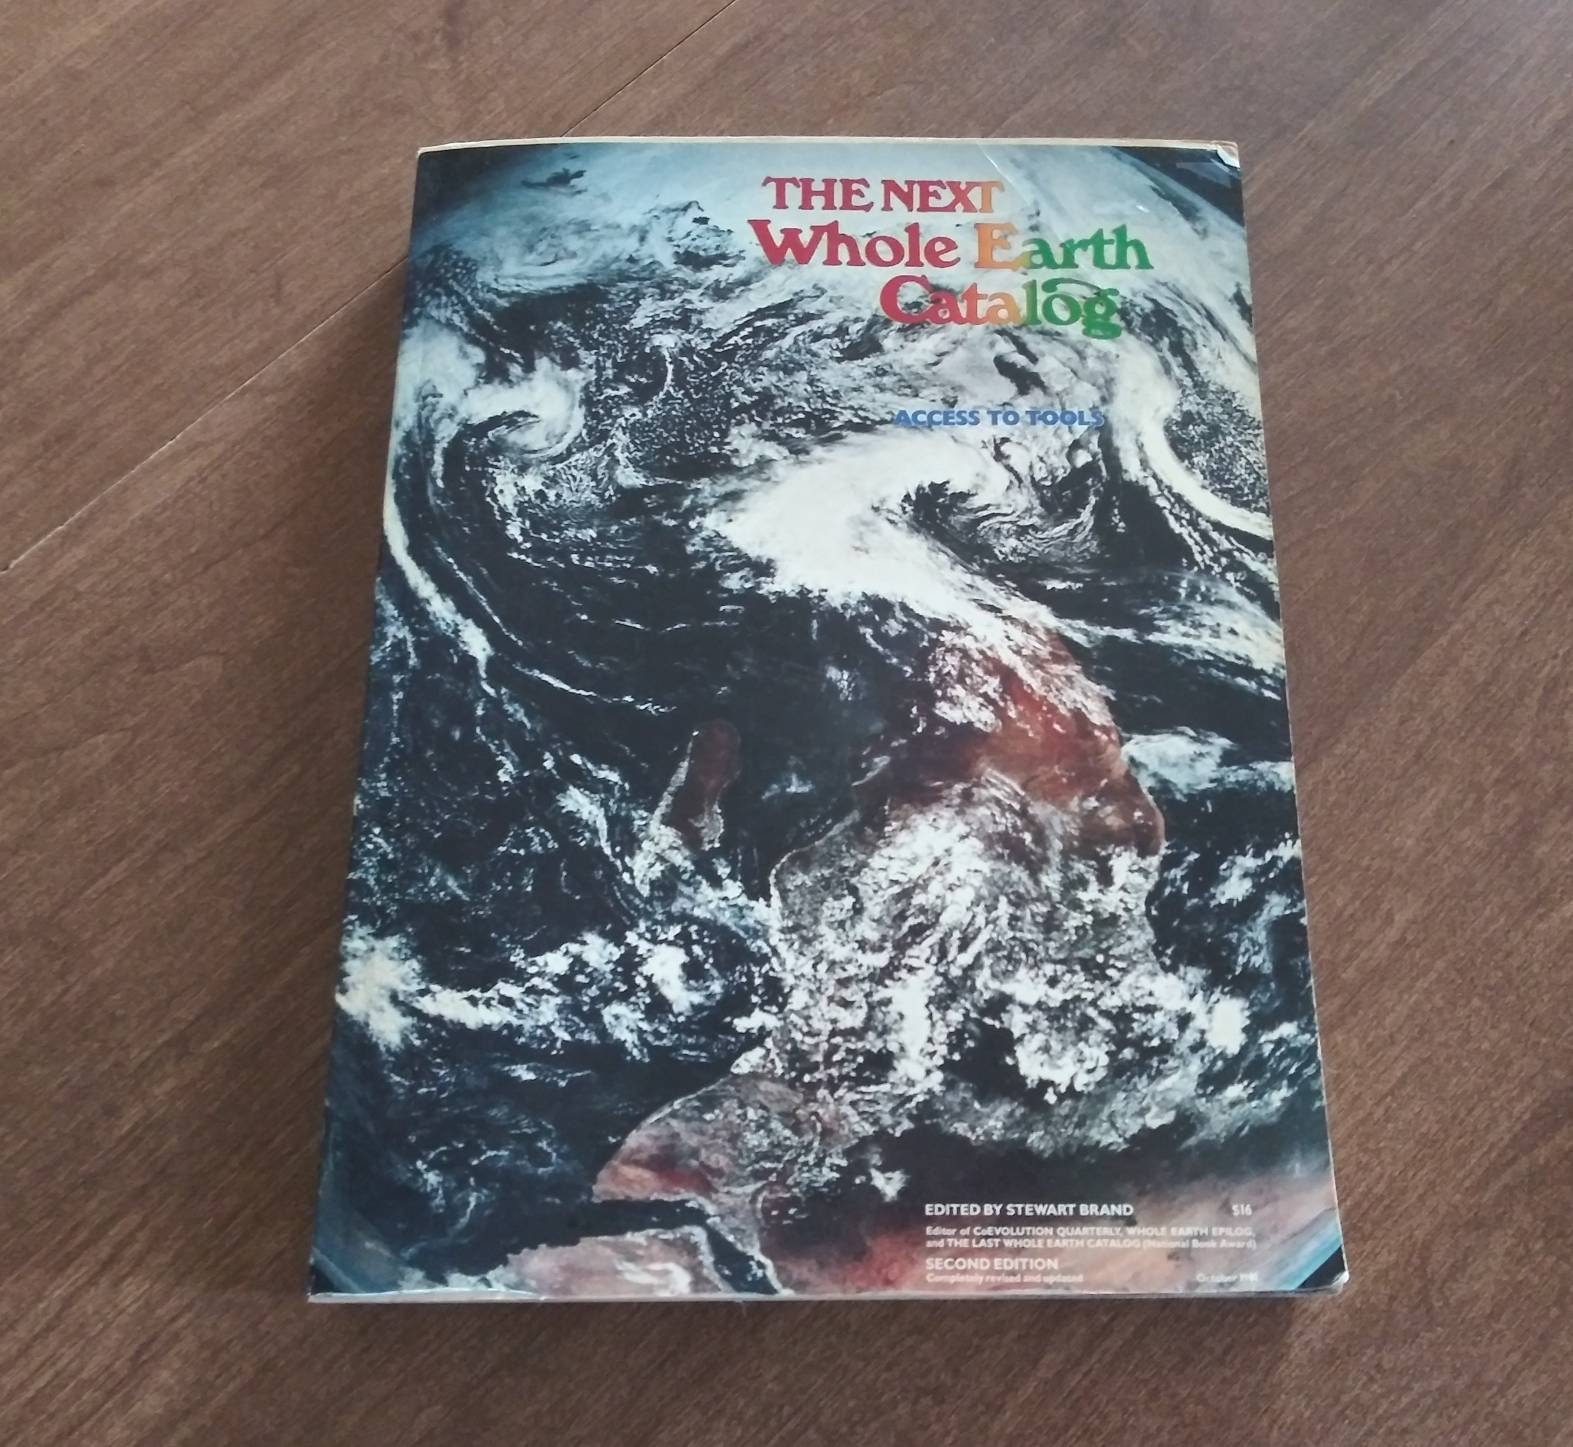 THE NEXT
Whole Earth
Catalog
ACCESS TO TOOLS
EDITED BY STEWART BRAND $16
Editor of CoEVOLUTION QUARTERLY, WHOLE EARTH EPILOG,
and THE LAST WHOLE EARTH CATALOG (National Book Award)
SECOND EDITION
Completely revised and updated October